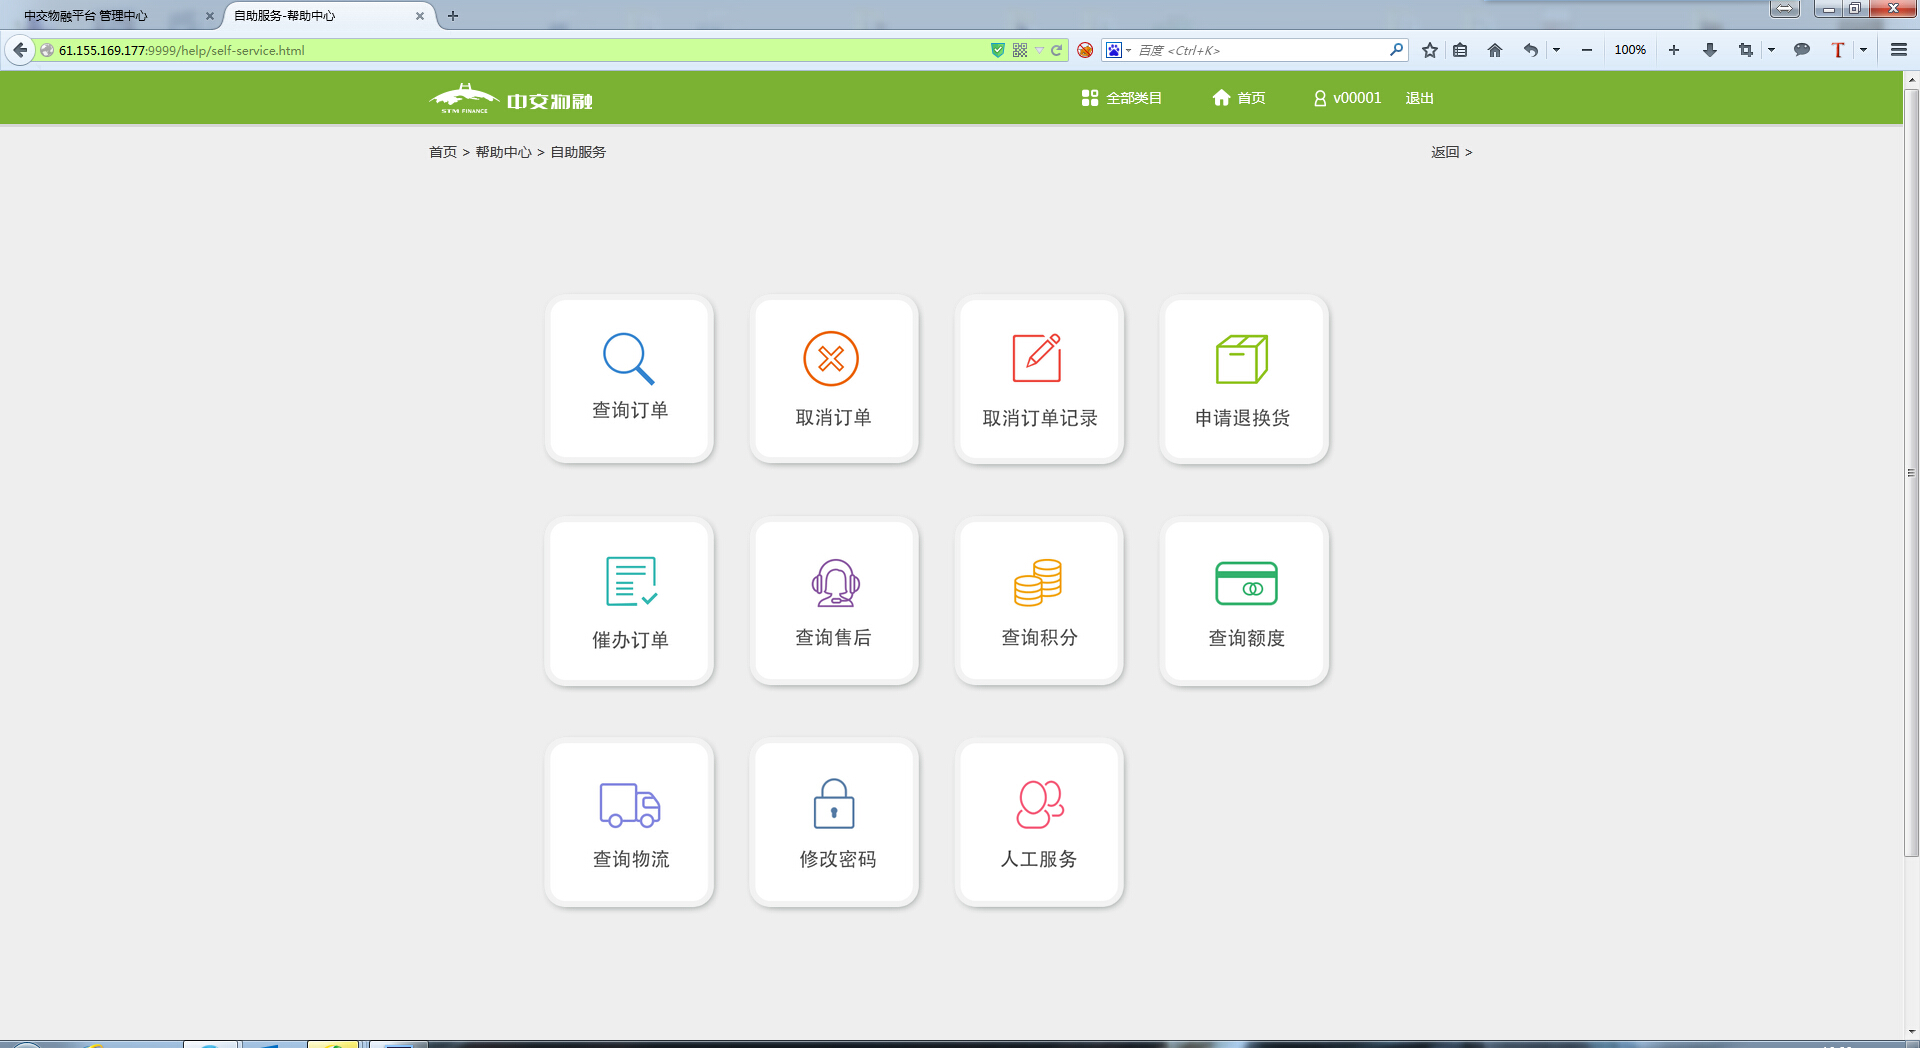 中交物融平台 管理中心
自助服务-帮助中心
61.155.169.177:9999/help/self-service.html
百度 <Ctrl+K>
100%
中交物融
STM FINANCE
全部类目
首页
v00001
退出
首页 > 帮助中心 > 自助服务
返回 >
查询订单
取消订单
取消订单记录
申请退换货
催办订单
查询售后
查询积分
查询额度
查询物流
修改密码
人工服务